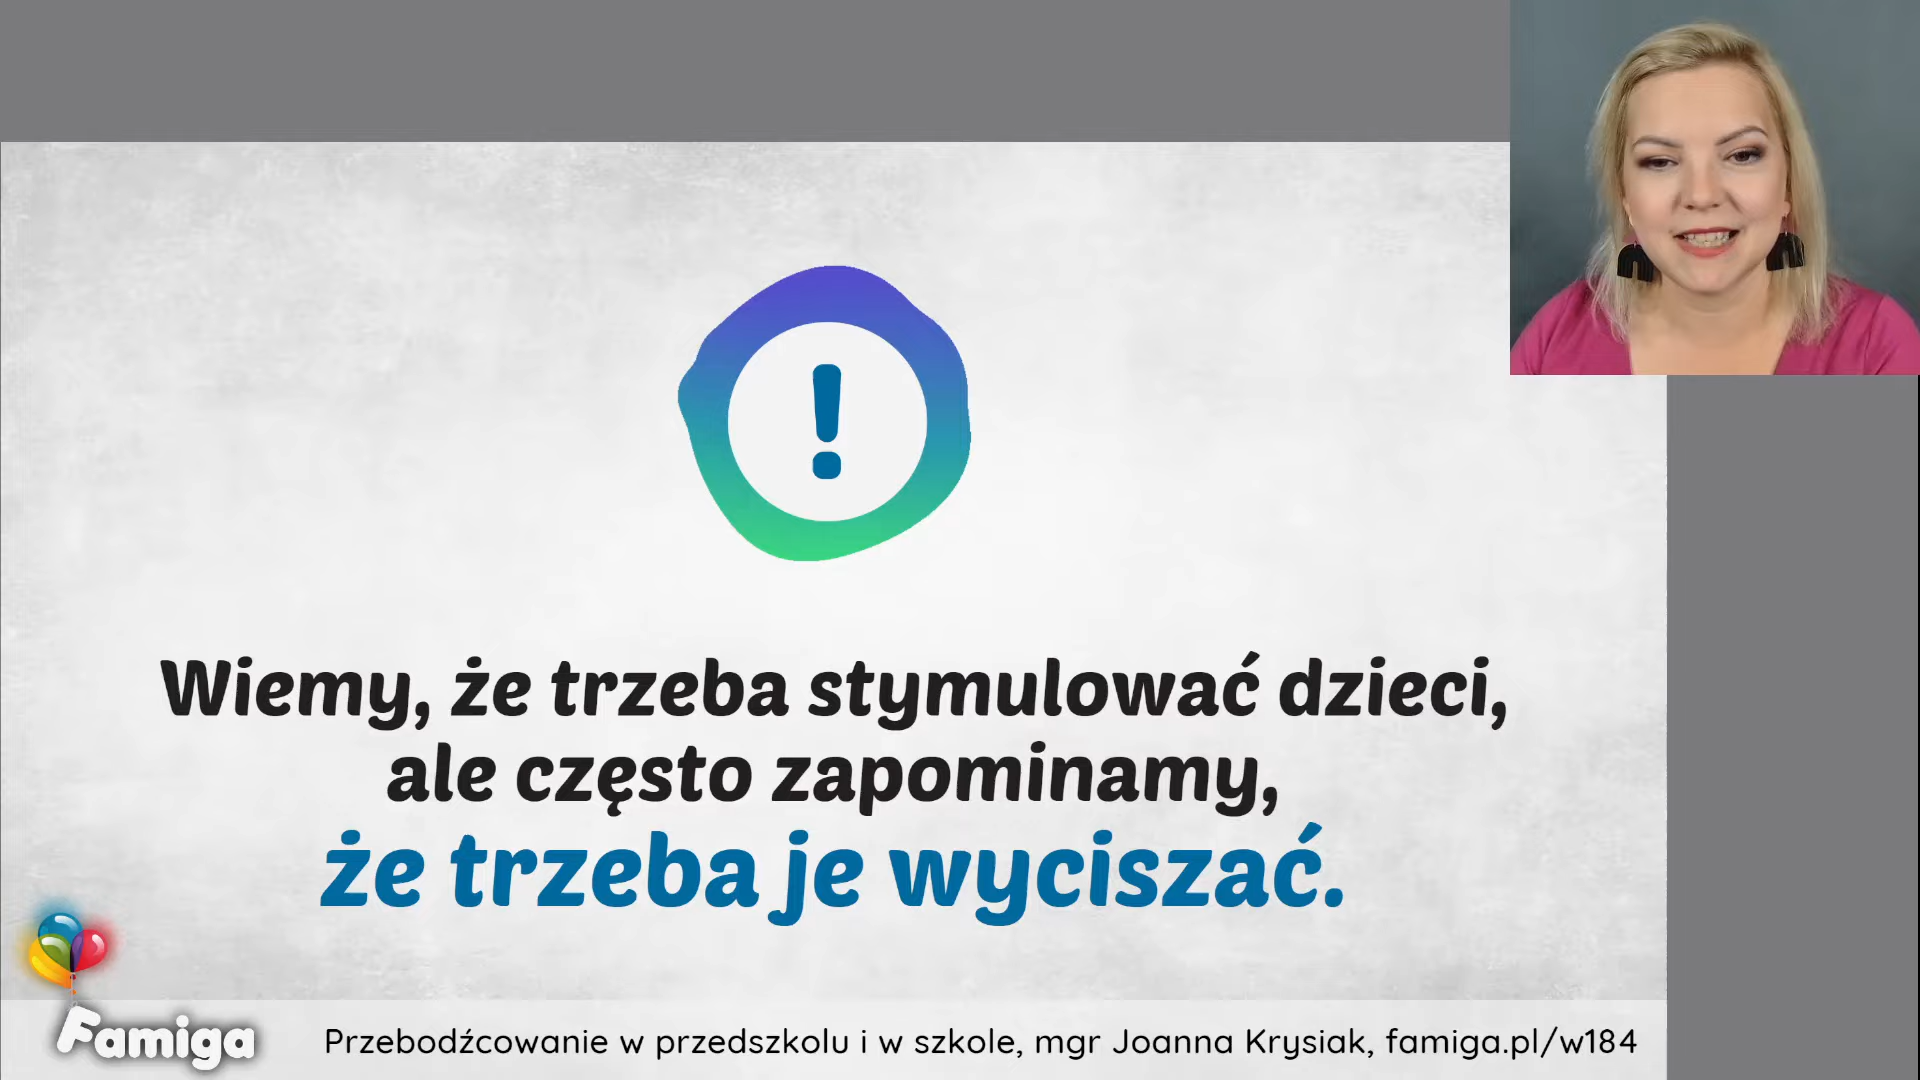 !
Wiemy, że trzeba stymulować dzieci,
ale często zapominamy,
że trzeba je wyciszać.
Famiga
Przebodźcowanie w przedszkolu i w szkole, mgr Joanna Krysiak, famiga.pl/w184